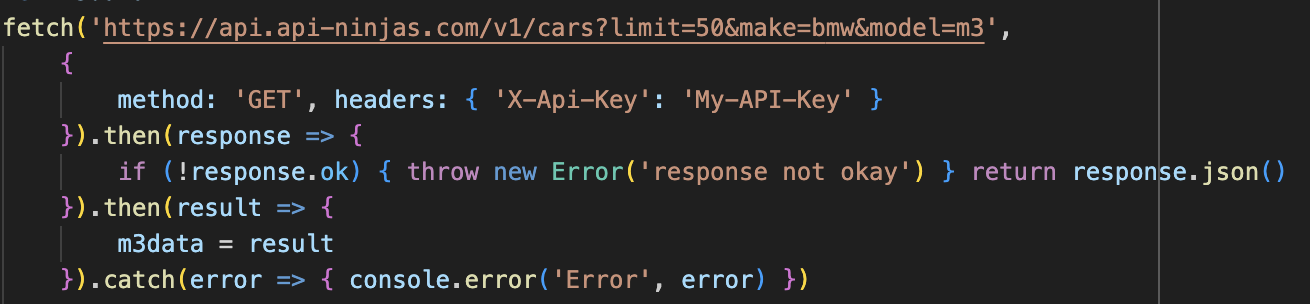 fetch('https://api.api-ninjas.com/v1/cars?limit=50&make=bmw&model=m3',
{
method: 'GET', headers: { 'X-Api-Key': 'My-API-Key' }
}).then(response => {
if (!response.ok) { throw new Error('response not okay') } return response.json()
}).then(result => {
m3data = result
}).catch(error => { console.error('Error', error) })